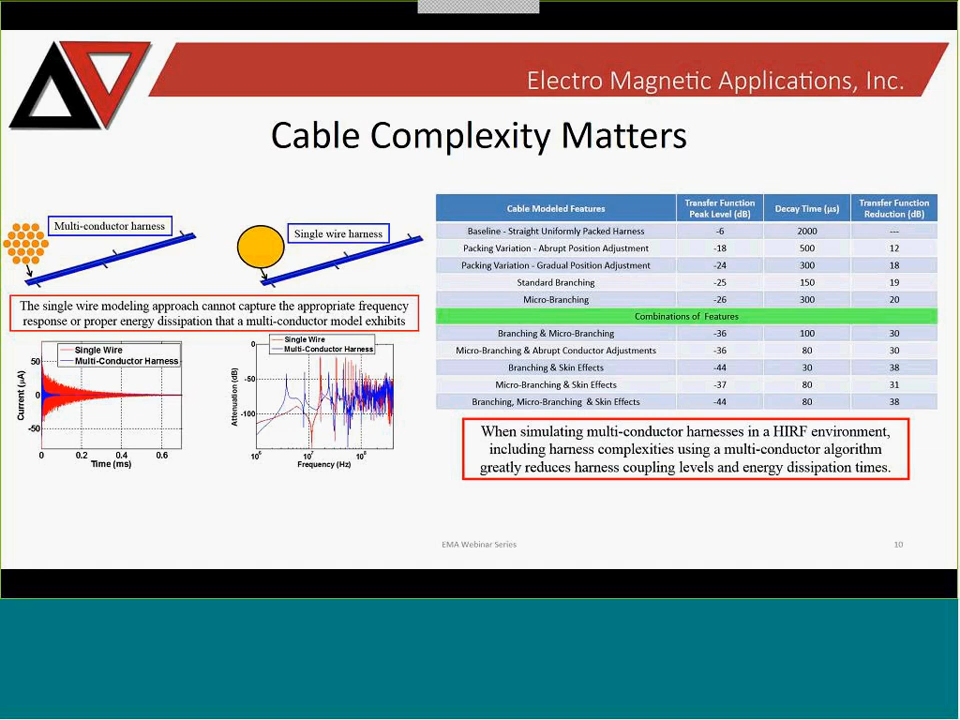 Electro Magnetic Applications, Inc.
Cable Complexity Matters
Multi-conductor harness
Single wire harness
The single wire modeling approach cannot capture the appropriate frequency
response or proper energy dissipation that a multi-conductor model exhibits
Single Wire
Multi-Conductor Harness
50
0
-50
Current (µA)
0 0.2 0.4 0.6
Time (ms)
Single Wire
Multi-Conductor Harness
0
-50
-100
Attenuation (dB)
10⁶ 10⁷ 10⁸
Frequency (Hz)
Cable Modeled Features Transfer Function Peak Level (dB) Decay Time (µs) Transfer Function Reduction (dB)
Baseline - Straight Uniformly Packed Harness -6 2000 ---
Packing Variation - Abrupt Position Adjustment -18 500 12
Packing Variation - Gradual Position Adjustment -24 300 18
Standard Branching -25 150 19
Micro-Branching -26 300 20
Combinations of Features
Branching & Micro-Branching -36 100 30
Micro-Branching & Abrupt Conductor Adjustments -36 80 30
Branching & Skin Effects -44 30 38
Micro-Branching & Skin Effects -37 80 31
Branching, Micro-Branching & Skin Effects -44 80 38
When simulating multi-conductor harnesses in a HIRF environment,
including harness complexities using a multi-conductor algorithm
greatly reduces harness coupling levels and energy dissipation times.
EMA Webinar Series
10